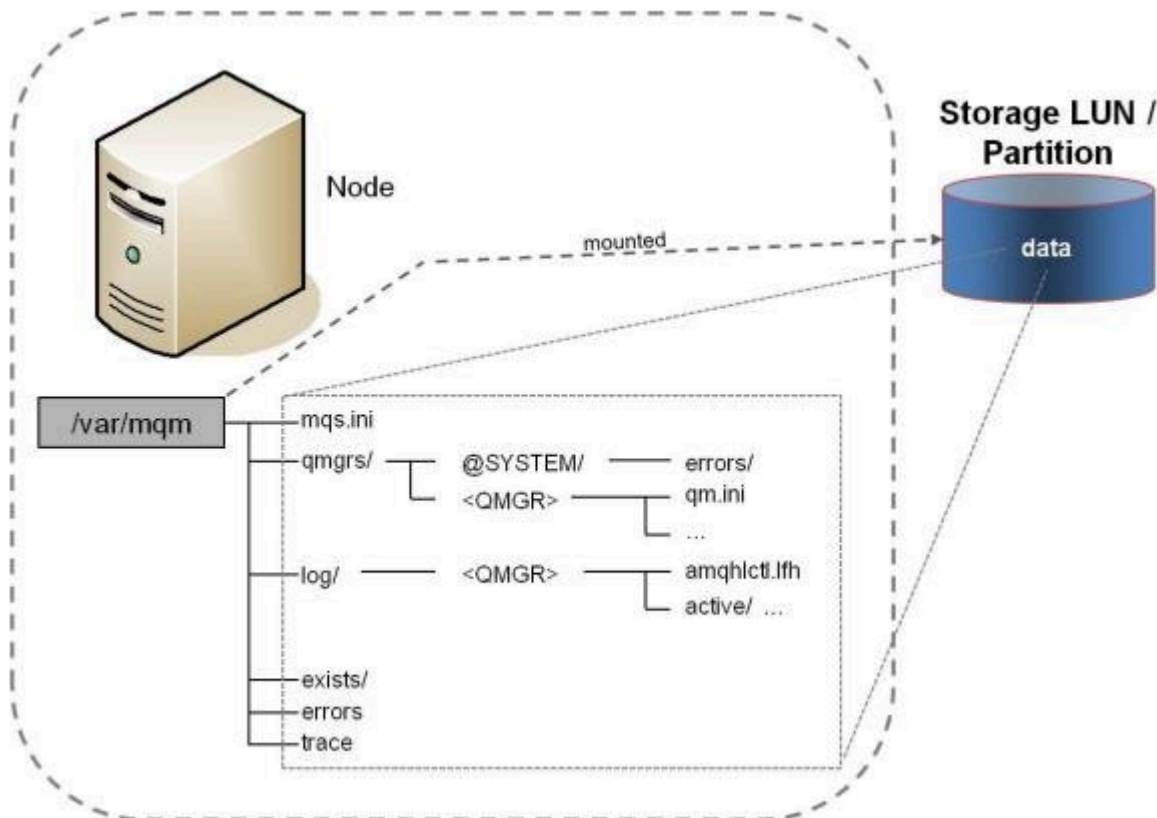 Storage LUN /
Partition
Node
mounted
data
/var/mqm
mqs.ini
qmgrs/ @SYSTEM/ errors/
<QMGR> qm.ini
...
log/ <QMGR> amqhlctl.lfh
active/ ...
exists/
errors
trace